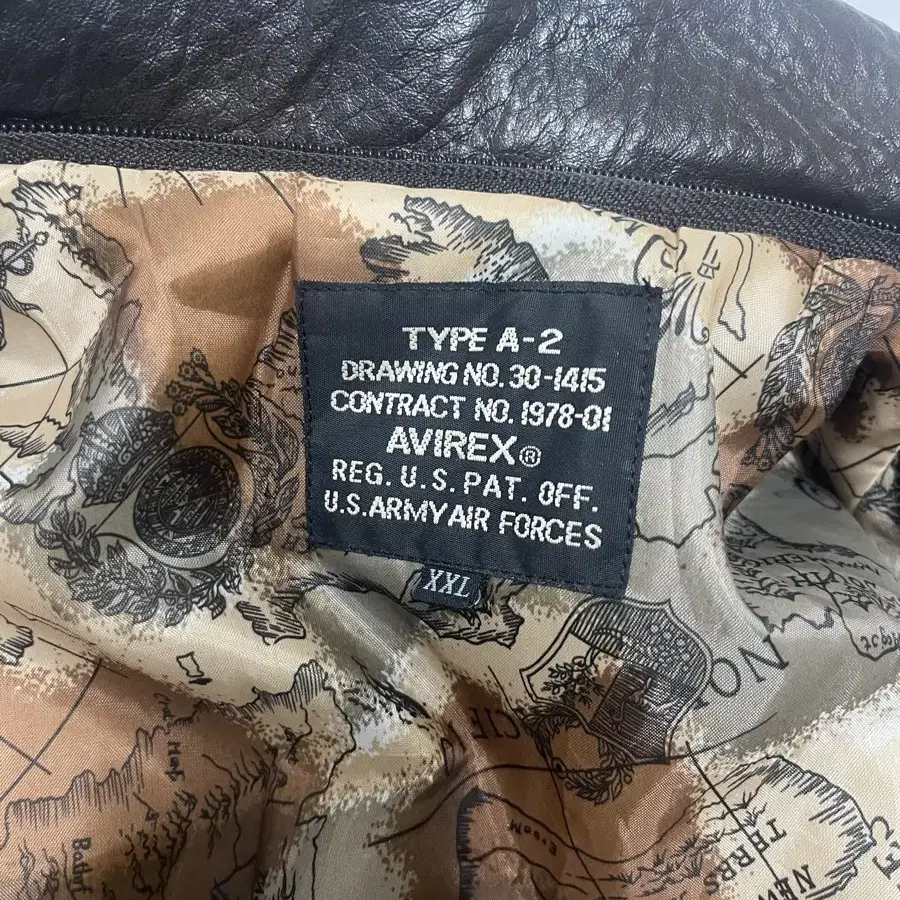 TYPE A-2
DRAWING NO. 30-1415
CONTRACT NO. 1978-01
AVIREX®
REG. U.S. PAT. OFF.
U.S. ARMY AIR FORCES
XXL